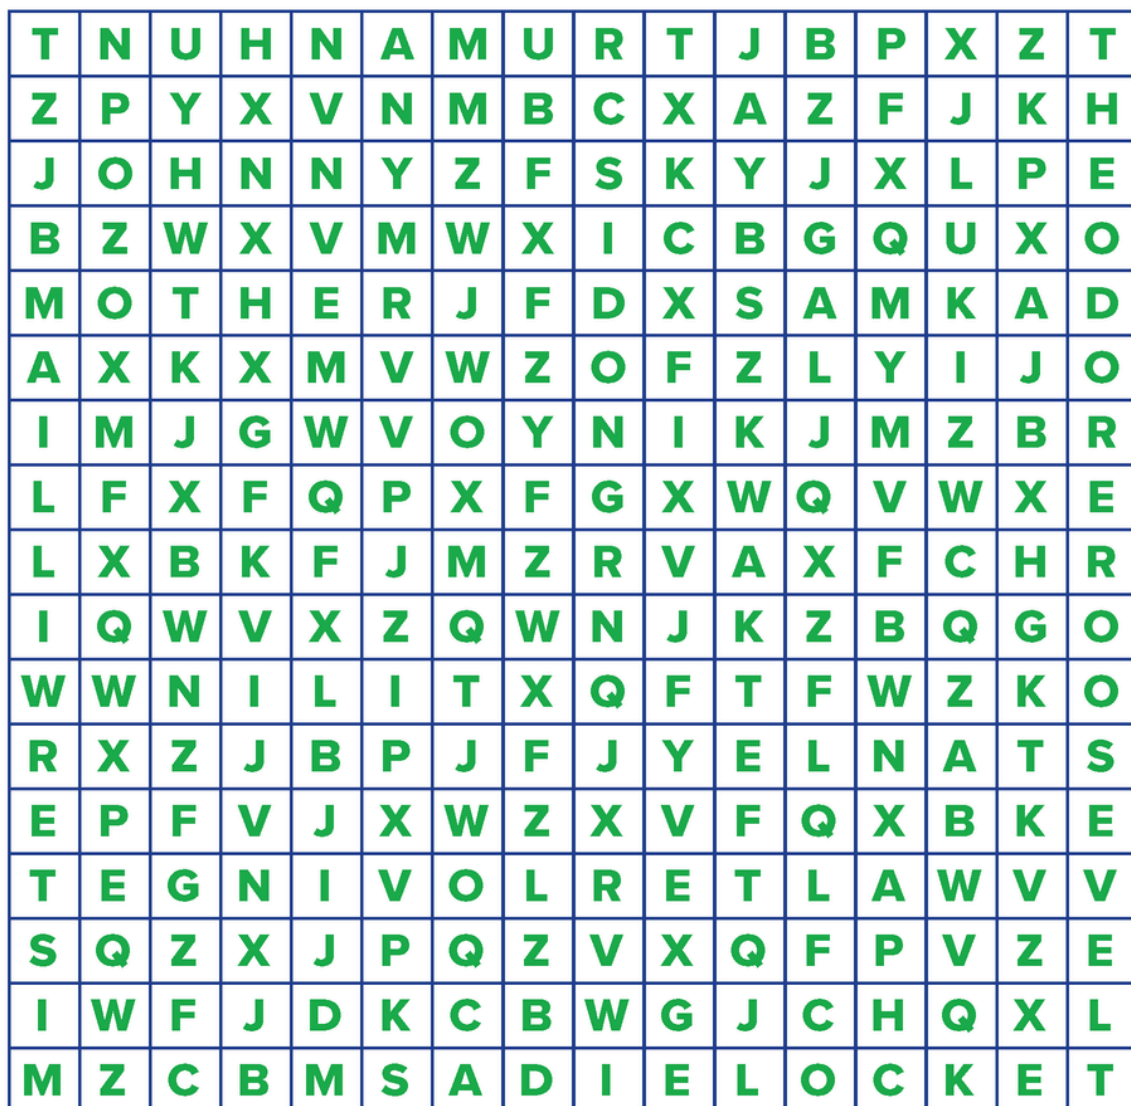 T N U H N A M U R T J B P X Z T
Z P Y X V N M B C X A Z F J K H
J O H N N Y Z F S K Y J X L P E
B Z W X V M W X I C B G Q U X O
M O T H E R J F D X S A M K A D
A X K X M V W Z O F Z L Y I J O
I M J G W V O Y N I K J M Z B R
L F X F Q P X F G X W Q V W X E
L X B K F J M Z R V A X F C H R
I Q W V X Z Q W N J K Z B Q G O
W W N I L I T X Q F T F W Z K O
R X Z J B P J F J Y E L N A T S
E P F V J X W Z X V F Q X B K E
T E G N I V O L R E T L A W V V
S Q Z X J P Q Z V X Q F P V Z E
I W F J D K C B W G J C H Q X L
M Z C B M S A D I E L O C K E T